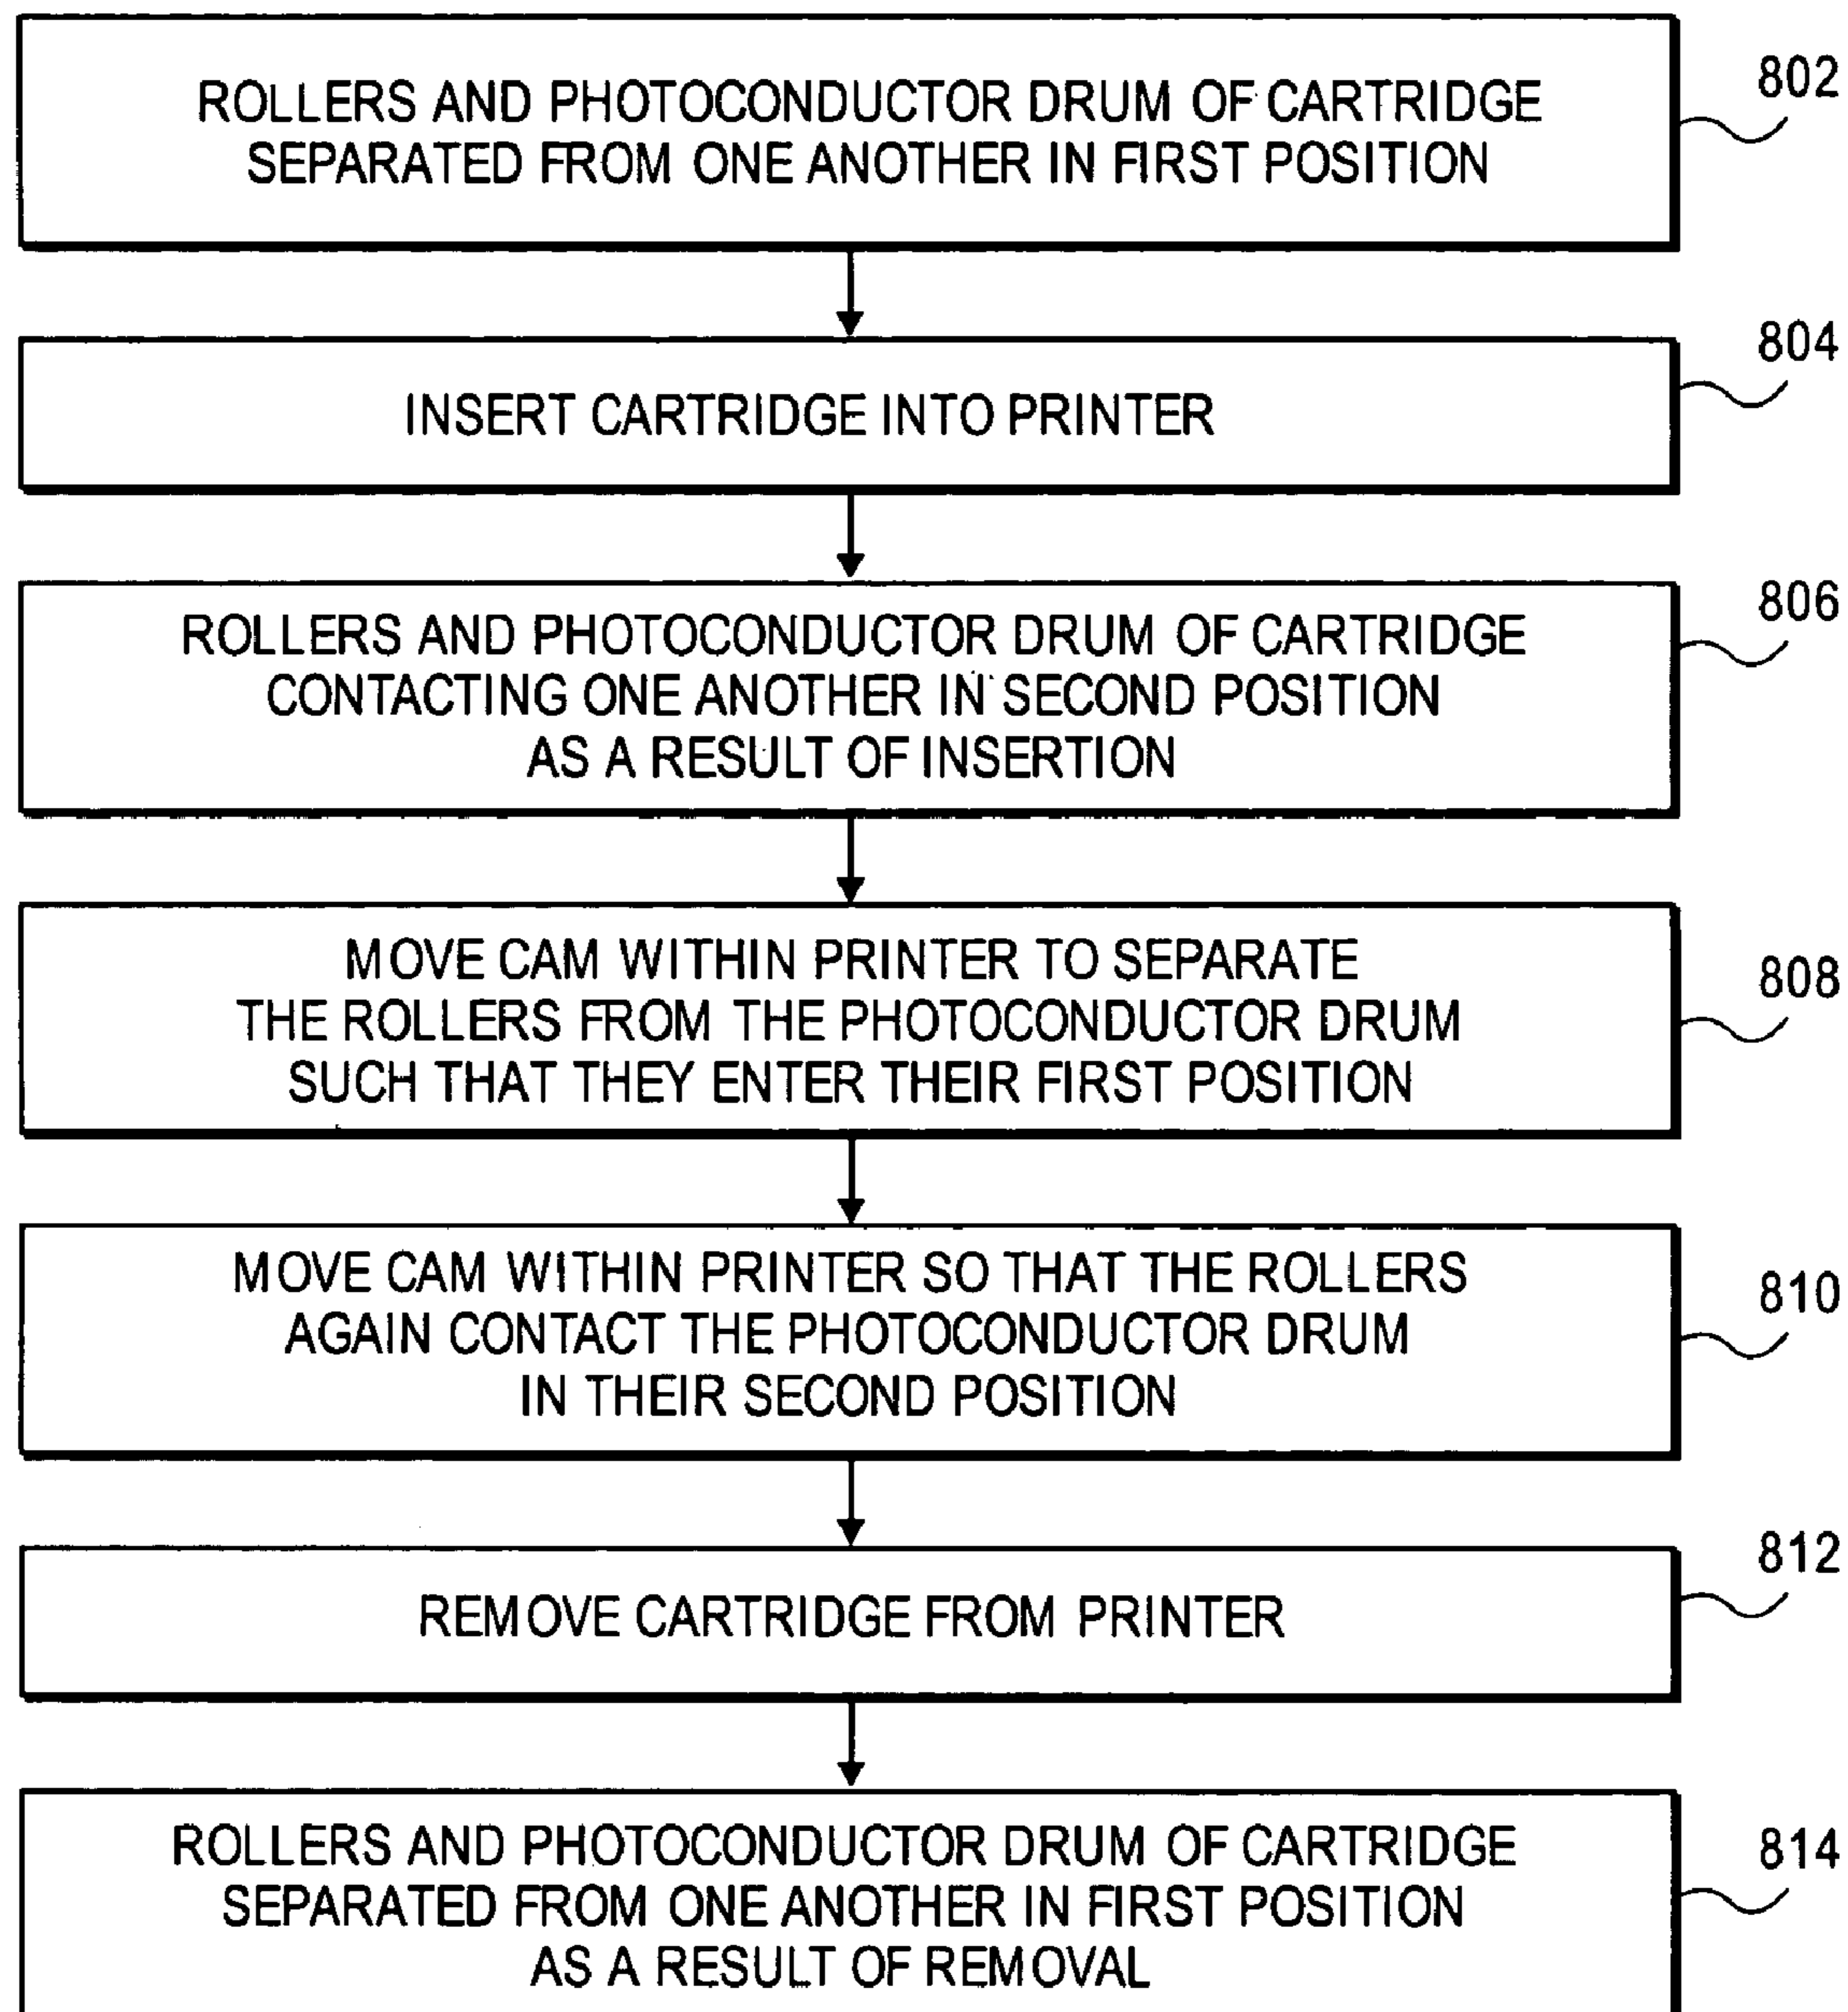 ROLLERS AND PHOTOCONDUCTOR DRUM OF CARTRIDGE
SEPARATED FROM ONE ANOTHER IN FIRST POSITION
802
INSERT CARTRIDGE INTO PRINTER
804
ROLLERS AND PHOTOCONDUCTOR DRUM OF CARTRIDGE
CONTACTING ONE ANOTHER IN SECOND POSITION
AS A RESULT OF INSERTION
806
MOVE CAM WITHIN PRINTER TO SEPARATE
THE ROLLERS FROM THE PHOTOCONDUCTOR DRUM
SUCH THAT THEY ENTER THEIR FIRST POSITION
808
MOVE CAM WITHIN PRINTER SO THAT THE ROLLERS
AGAIN CONTACT THE PHOTOCONDUCTOR DRUM
IN THEIR SECOND POSITION
810
REMOVE CARTRIDGE FROM PRINTER
812
ROLLERS AND PHOTOCONDUCTOR DRUM OF CARTRIDGE
SEPARATED FROM ONE ANOTHER IN FIRST POSITION
AS A RESULT OF REMOVAL
814